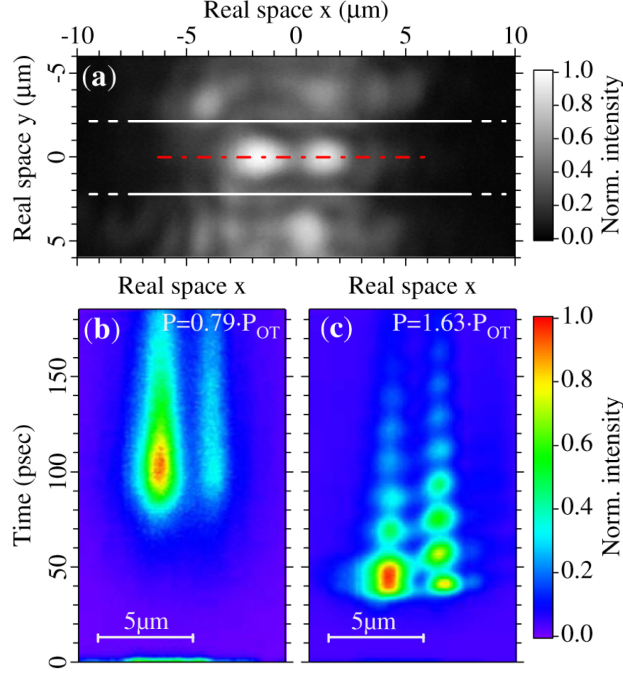 Real space x (μm)
-10 -5 0 5 10
(a)
Real space y (μm)
-5 0 5
1.0
0.8
0.6
0.4
0.2
0.0
Norm. intensity
Real space x Real space x
(b) P=0.79·P_OT
(c) P=1.63·P_OT
Time (psec)
150
100
50
0
5μm
5μm
1.0
0.8
0.6
0.4
0.2
0.0
Norm. intensity